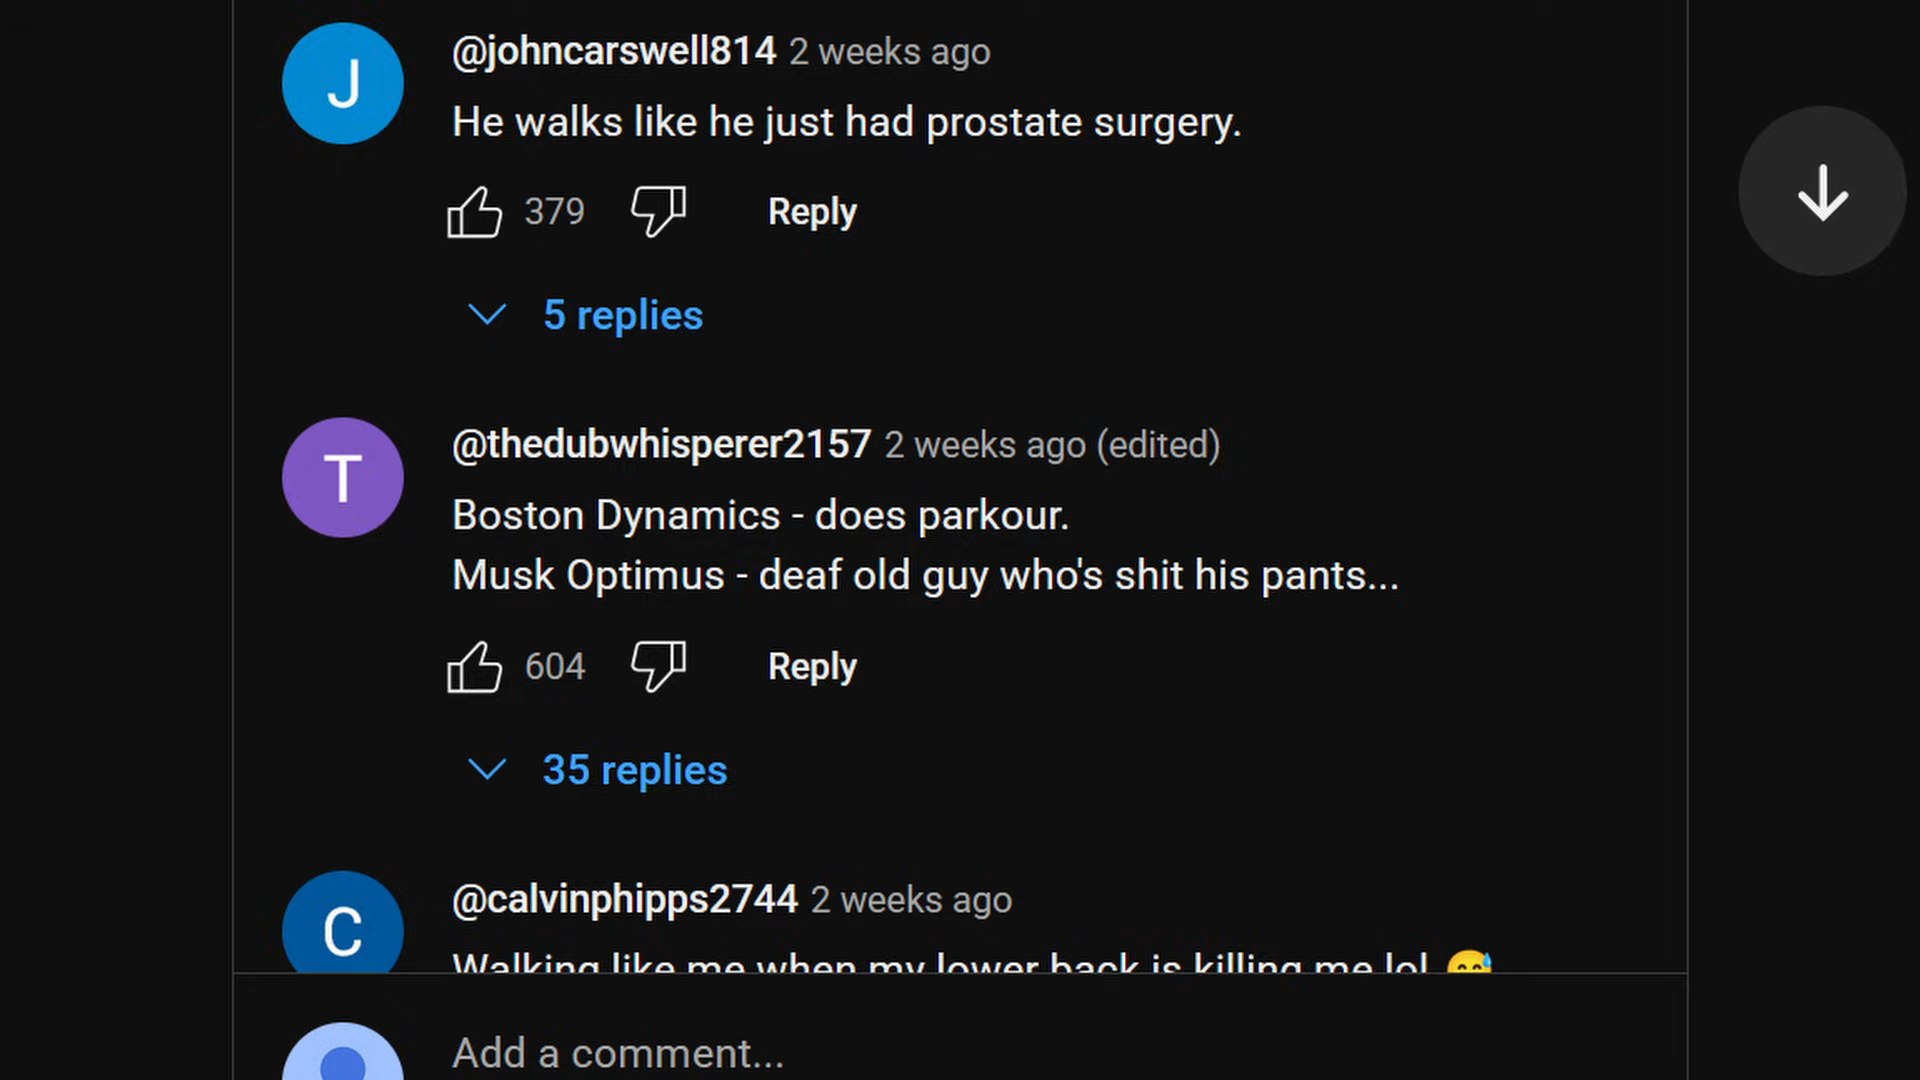 J
@johncarswell814 2 weeks ago
He walks like he just had prostate surgery.
379 Reply
5 replies
T
@thedubwhisperer2157 2 weeks ago (edited)
Boston Dynamics - does parkour.
Musk Optimus - deaf old guy who's shit his pants...
604 Reply
35 replies
C
@calvinphipps2744 2 weeks ago
Walking like me when my lower back is killing me lol 😅
Add a comment...